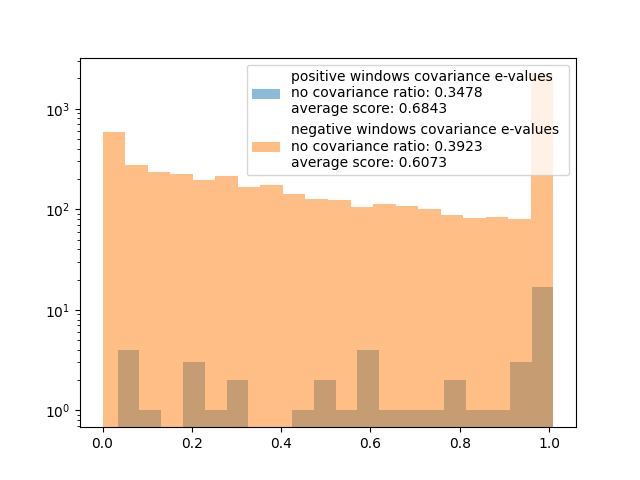 positive windows covariance e-values
no covariance ratio: 0.3478
average score: 0.6843
negative windows covariance e-values
no covariance ratio: 0.3923
average score: 0.6073
10³
10²
10¹
10⁰
0.0 0.2 0.4 0.6 0.8 1.0